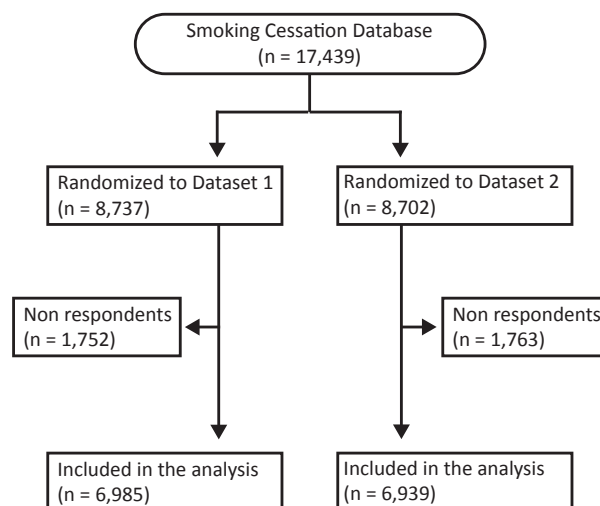 Smoking Cessation Database
(n = 17,439)
Randomized to Dataset 1
(n = 8,737)
Randomized to Dataset 2
(n = 8,702)
Non respondents
(n = 1,752)
Non respondents
(n = 1,763)
Included in the analysis
(n = 6,985)
Included in the analysis
(n = 6,939)